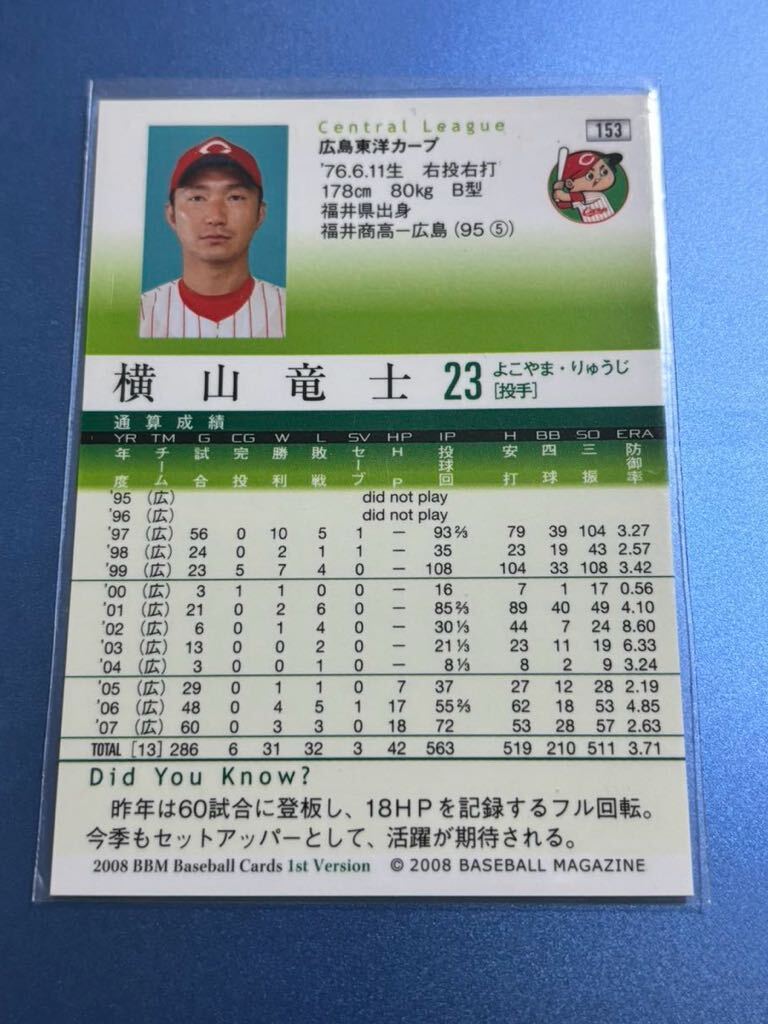 Central League
153
広島東洋カープ
'76.6.11生 右投右打
178cm 80kg B型
福井県出身
福井商高ー広島(95⑤)
横山竜士 23 よこやま・りゅうじ
[投手]
通算成績
YR TM G CG W L SV HP IP H BB SO ERA
年度 チーム 試合 完投 勝利 敗戦 セーブ HP 投球回 安打 四球 三振 防御率
'95 (広) did not play
'96 (広) did not play
'97 (広) 56 0 10 5 1 — 93⅔ 79 39 104 3.27
'98 (広) 24 0 2 1 1 — 35 23 19 43 2.57
'99 (広) 23 5 7 4 0 — 108 104 33 108 3.42
'00 (広) 3 1 1 0 0 — 16 7 1 17 0.56
'01 (広) 21 0 2 6 0 — 85⅔ 89 40 49 4.10
'02 (広) 6 0 1 4 0 — 30⅓ 44 7 24 8.60
'03 (広) 13 0 0 2 0 — 21⅓ 23 11 19 6.33
'04 (広) 3 0 0 1 0 — 8⅓ 8 2 9 3.24
'05 (広) 29 0 1 1 0 7 37 27 12 28 2.19
'06 (広) 48 0 4 5 1 17 55⅔ 62 18 53 4.85
'07 (広) 60 0 3 3 0 18 72 53 28 57 2.63
TOTAL [13] 286 6 31 32 3 42 563 519 210 511 3.71
Did You Know?
昨年は60試合に登板し、18HPを記録するフル回転。
今季もセットアッパーとして、活躍が期待される。
2008 BBM Baseball Cards 1st Version © 2008 BASEBALL MAGAZINE